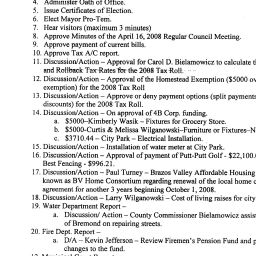 4. Administer Oath of Office.
5. Issue Certificates of Election.
6. Elect Mayor Pro-Tem.
7. Hear visitors (maximum 3 minutes)
8. Approve Minutes of the April 16, 2008 Regular Council Meeting.
9. Approve payment of current bills.
10. Approve Tax A/C report.
11. Discussion/Action – Approval for Carol D. Bielamowicz to calculate th
and Rollback Tax Rates for the 2008 Tax Roll.
12. Discussion/Action – Approval of the Homestead Exemption ($5000 ov
exemption) for the 2008 Tax Roll
13. Discussion/Action – Approve or deny payment options (split payments
discounts) for the 2008 Tax Roll.
14. Discussion/Action – On approval of 4B Corp. funding.
a. $5000–Kimberly Wasik – Fixtures for Grocery Store.
b. $5000-Curtis & Melissa Wilganowski–Furniture or Fixtures–N
c. $3710.44 – City Park – Electrical Installation.
15. Discussion/Action – Installation of water meter at City Park.
16. Discussion/Action – Approval of payment of Putt-Putt Golf - $22,100.
Best Fencing - $996.21.
17. Discussion/Action – Paul Turney – Brazos Valley Affordable Housing
known as BV Home Consortium regarding renewal of the local home c
agreement for another 3 years beginning October 1, 2008.
18. Discussion/Action – Larry Wilganowski – Cost of living raises for city
19. Water Department Report –
a. Discussion/ Action – County Commissioner Bielamowicz assist
of Bremond on repairing streets.
20. Fire Dept. Report –
a. D/A – Kevin Jefferson – Review Firemen's Pension Fund and p
changes to the fund.